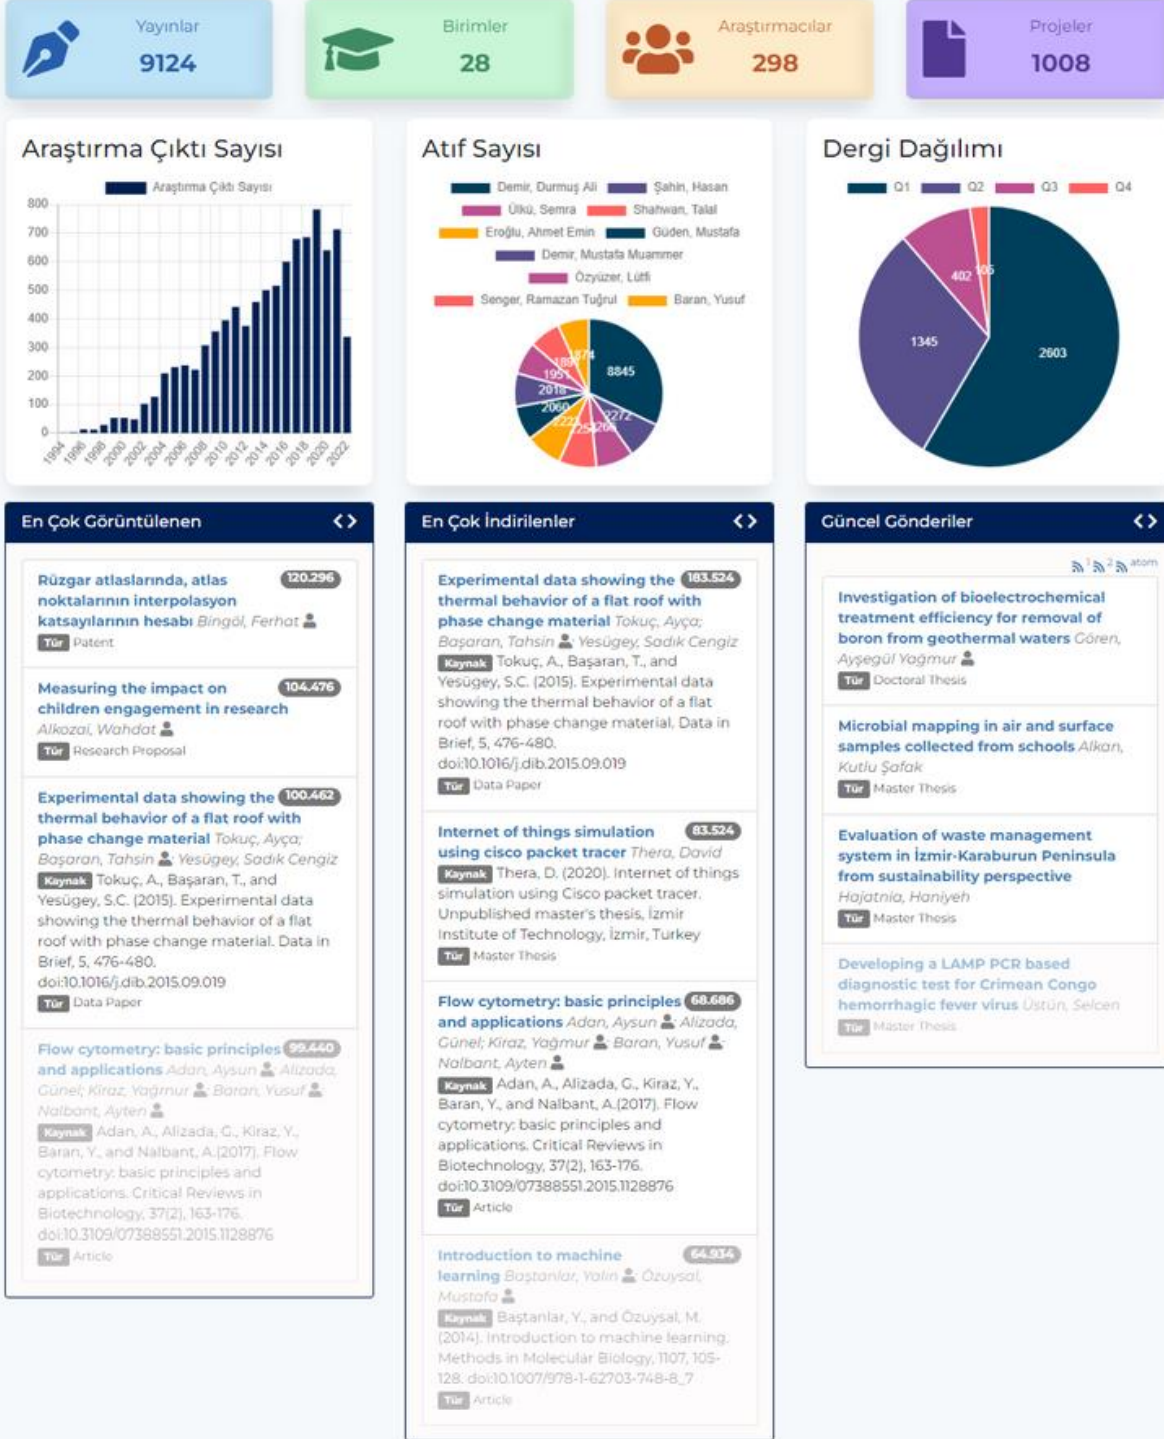 Yayınlar
9124
Birimler
28
Araştırmacılar
298
Projeler
1008
Araştırma Çıktı Sayısı
Araştırma Çıktı Sayısı
800
700
600
500
400
300
200
100
0
1994 1996 1998 2000 2002 2004 2006 2008 2010 2012 2014 2016 2018 2020 2022
Atıf Sayısı
Demir, Durmuş Ali Şahin, Hasan
Ülkü, Semra Shahwan, Talal
Eroğlu, Ahmet Emin Güden, Mustafa
Demir, Mustafa Muammer
Özyüzer, Lütfi
Senger, Ramazan Tuğrul Baran, Yusuf
8845
2272
2060
2018
1951
Dergi Dağılımı
Q1 Q2 Q3 Q4
402
105
1345
2603
En Çok Görüntülenen
Rüzgar atlaslarında, atlas 120.296
noktalarının interpolasyon
katsayılarının hesabı Bingöl, Ferhat
Tür Patent
Measuring the impact on 104.476
children engagement in research
Alkozai, Wahdat
Tür Research Proposal
Experimental data showing the 100.462
thermal behavior of a flat roof with
phase change material Tokuç, Ayça;
Başaran, Tahsin ; Yesügey, Sadık Cengiz
Kaynak Tokuç, A., Başaran, T., and
Yesügey, S.C. (2015). Experimental data
showing the thermal behavior of a flat
roof with phase change material. Data in
Brief, 5, 476-480.
doi:10.1016/j.dib.2015.09.019
Tür Data Paper
Flow cytometry: basic principles 99.440
and applications Adan, Aysun ; Alizada,
Günel; Kiraz, Yağmur ; Baran, Yusuf ;
Nalbant, Ayten
Kaynak Adan, A., Alizada, G., Kiraz, Y.,
Baran, Y., and Nalbant, A.(2017). Flow
cytometry: basic principles and
applications. Critical Reviews in
Biotechnology, 37(2), 163-176.
doi:10.3109/07388551.2015.1128876
Tür Article
En Çok İndirilenler
Experimental data showing the 183.524
thermal behavior of a flat roof with
phase change material Tokuç, Ayça;
Başaran, Tahsin ; Yesügey, Sadık Cengiz
Kaynak Tokuç, A., Başaran, T., and
Yesügey, S.C. (2015). Experimental data
showing the thermal behavior of a flat
roof with phase change material. Data in
Brief, 5, 476-480.
doi:10.1016/j.dib.2015.09.019
Tür Data Paper
Internet of things simulation 83.524
using cisco packet tracer Thera, David
Kaynak Thera, D. (2020). Internet of things
simulation using Cisco packet tracer.
Unpublished master's thesis, İzmir
Institute of Technology, İzmir, Turkey
Tür Master Thesis
Flow cytometry: basic principles 68.686
and applications Adan, Aysun ; Alizada,
Günel; Kiraz, Yağmur ; Baran, Yusuf ;
Nalbant, Ayten
Kaynak Adan, A., Alizada, G., Kiraz, Y.,
Baran, Y., and Nalbant, A.(2017). Flow
cytometry: basic principles and
applications. Critical Reviews in
Biotechnology, 37(2), 163-176.
doi:10.3109/07388551.2015.1128876
Tür Article
Introduction to machine 64.934
learning Baştanlar, Yalın ; Özuysal,
Mustafa
Kaynak Baştanlar, Y., and Özuysal, M.
(2014). Introduction to machine learning.
Methods in Molecular Biology, 1107, 105-
128. doi:10.1007/978-1-62703-748-8_7
Tür Article
Güncel Gönderiler
1 2 atom
Investigation of bioelectrochemical
treatment efficiency for removal of
boron from geothermal waters Gören,
Ayşegül Yağmur
Tür Doctoral Thesis
Microbial mapping in air and surface
samples collected from schools Alkan,
Kutlu Şafak
Tür Master Thesis
Evaluation of waste management
system in İzmir-Karaburun Peninsula
from sustainability perspective
Hajatnia, Haniyeh
Tür Master Thesis
Developing a LAMP PCR based
diagnostic test for Crimean Congo
hemorrhagic fever virus Üstün, Selcen
Tür Master Thesis